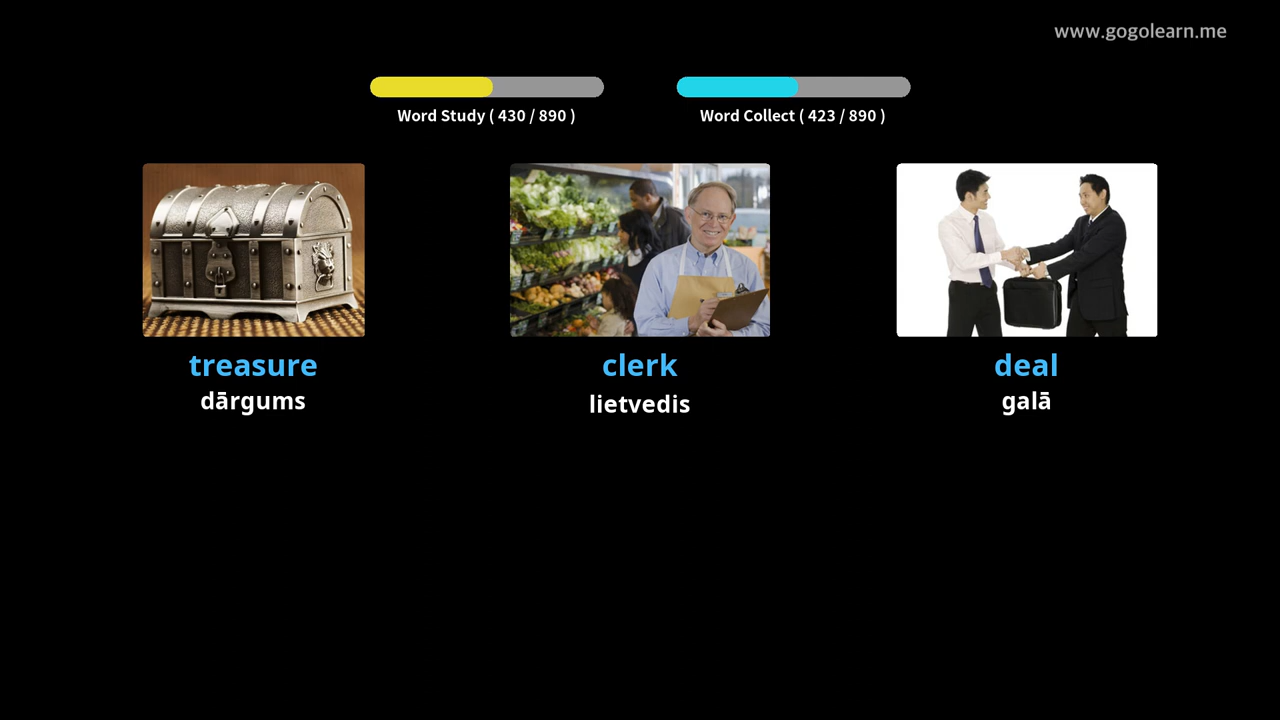 www.gogolearn.me
Word Study ( 430 / 890 )
Word Collect ( 423 / 890 )
treasure
dārgums
clerk
lietvedis
deal
galā